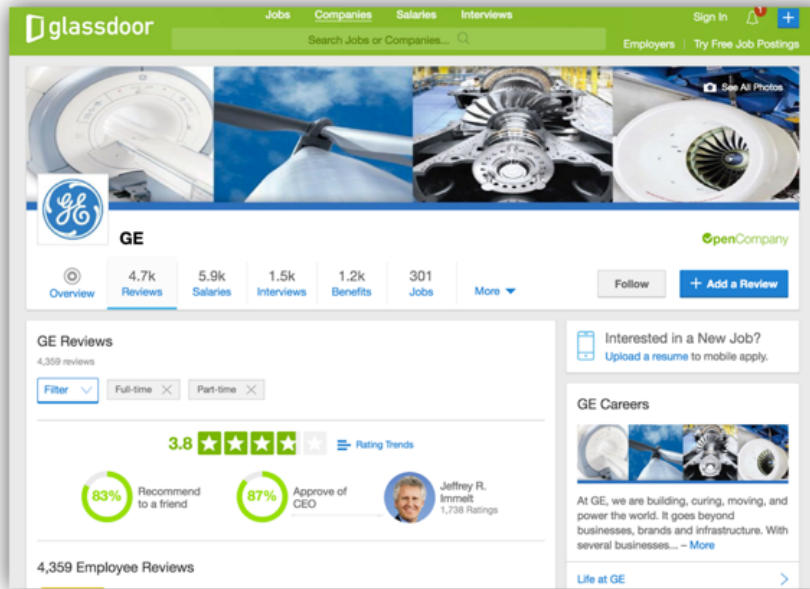 glassdoor
Jobs Companies Salaries Interviews
Sign In 1 +
Search Jobs or Companies...
Employers | Try Free Job Postings
See All Photos
GE
GE
OpenCompany
Overview
4.7k
Reviews
5.9k
Salaries
1.5k
Interviews
1.2k
Benefits
301
Jobs
More
Follow
+ Add a Review
GE Reviews
4,359 reviews
Filter
Full-time
Part-time
3.8
Rating Trends
83%
Recommend
to a friend
87%
Approve of
CEO
Jeffrey R.
Immelt
1,738 Ratings
4,359 Employee Reviews
Interested in a New Job?
Upload a resume to mobile apply.
GE Careers
At GE, we are building, curing, moving, and
power the world. It goes beyond
businesses, brands and infrastructure. With
several businesses... – More
Life at GE